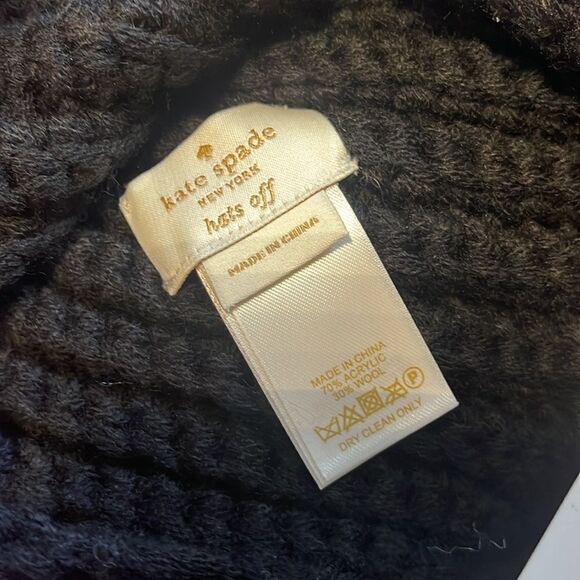 kate spade
NEW YORK
hats off
MADE IN CHINA
MADE IN CHINA
70% ACRYLIC
30% WOOL
P
DRY CLEAN ONLY